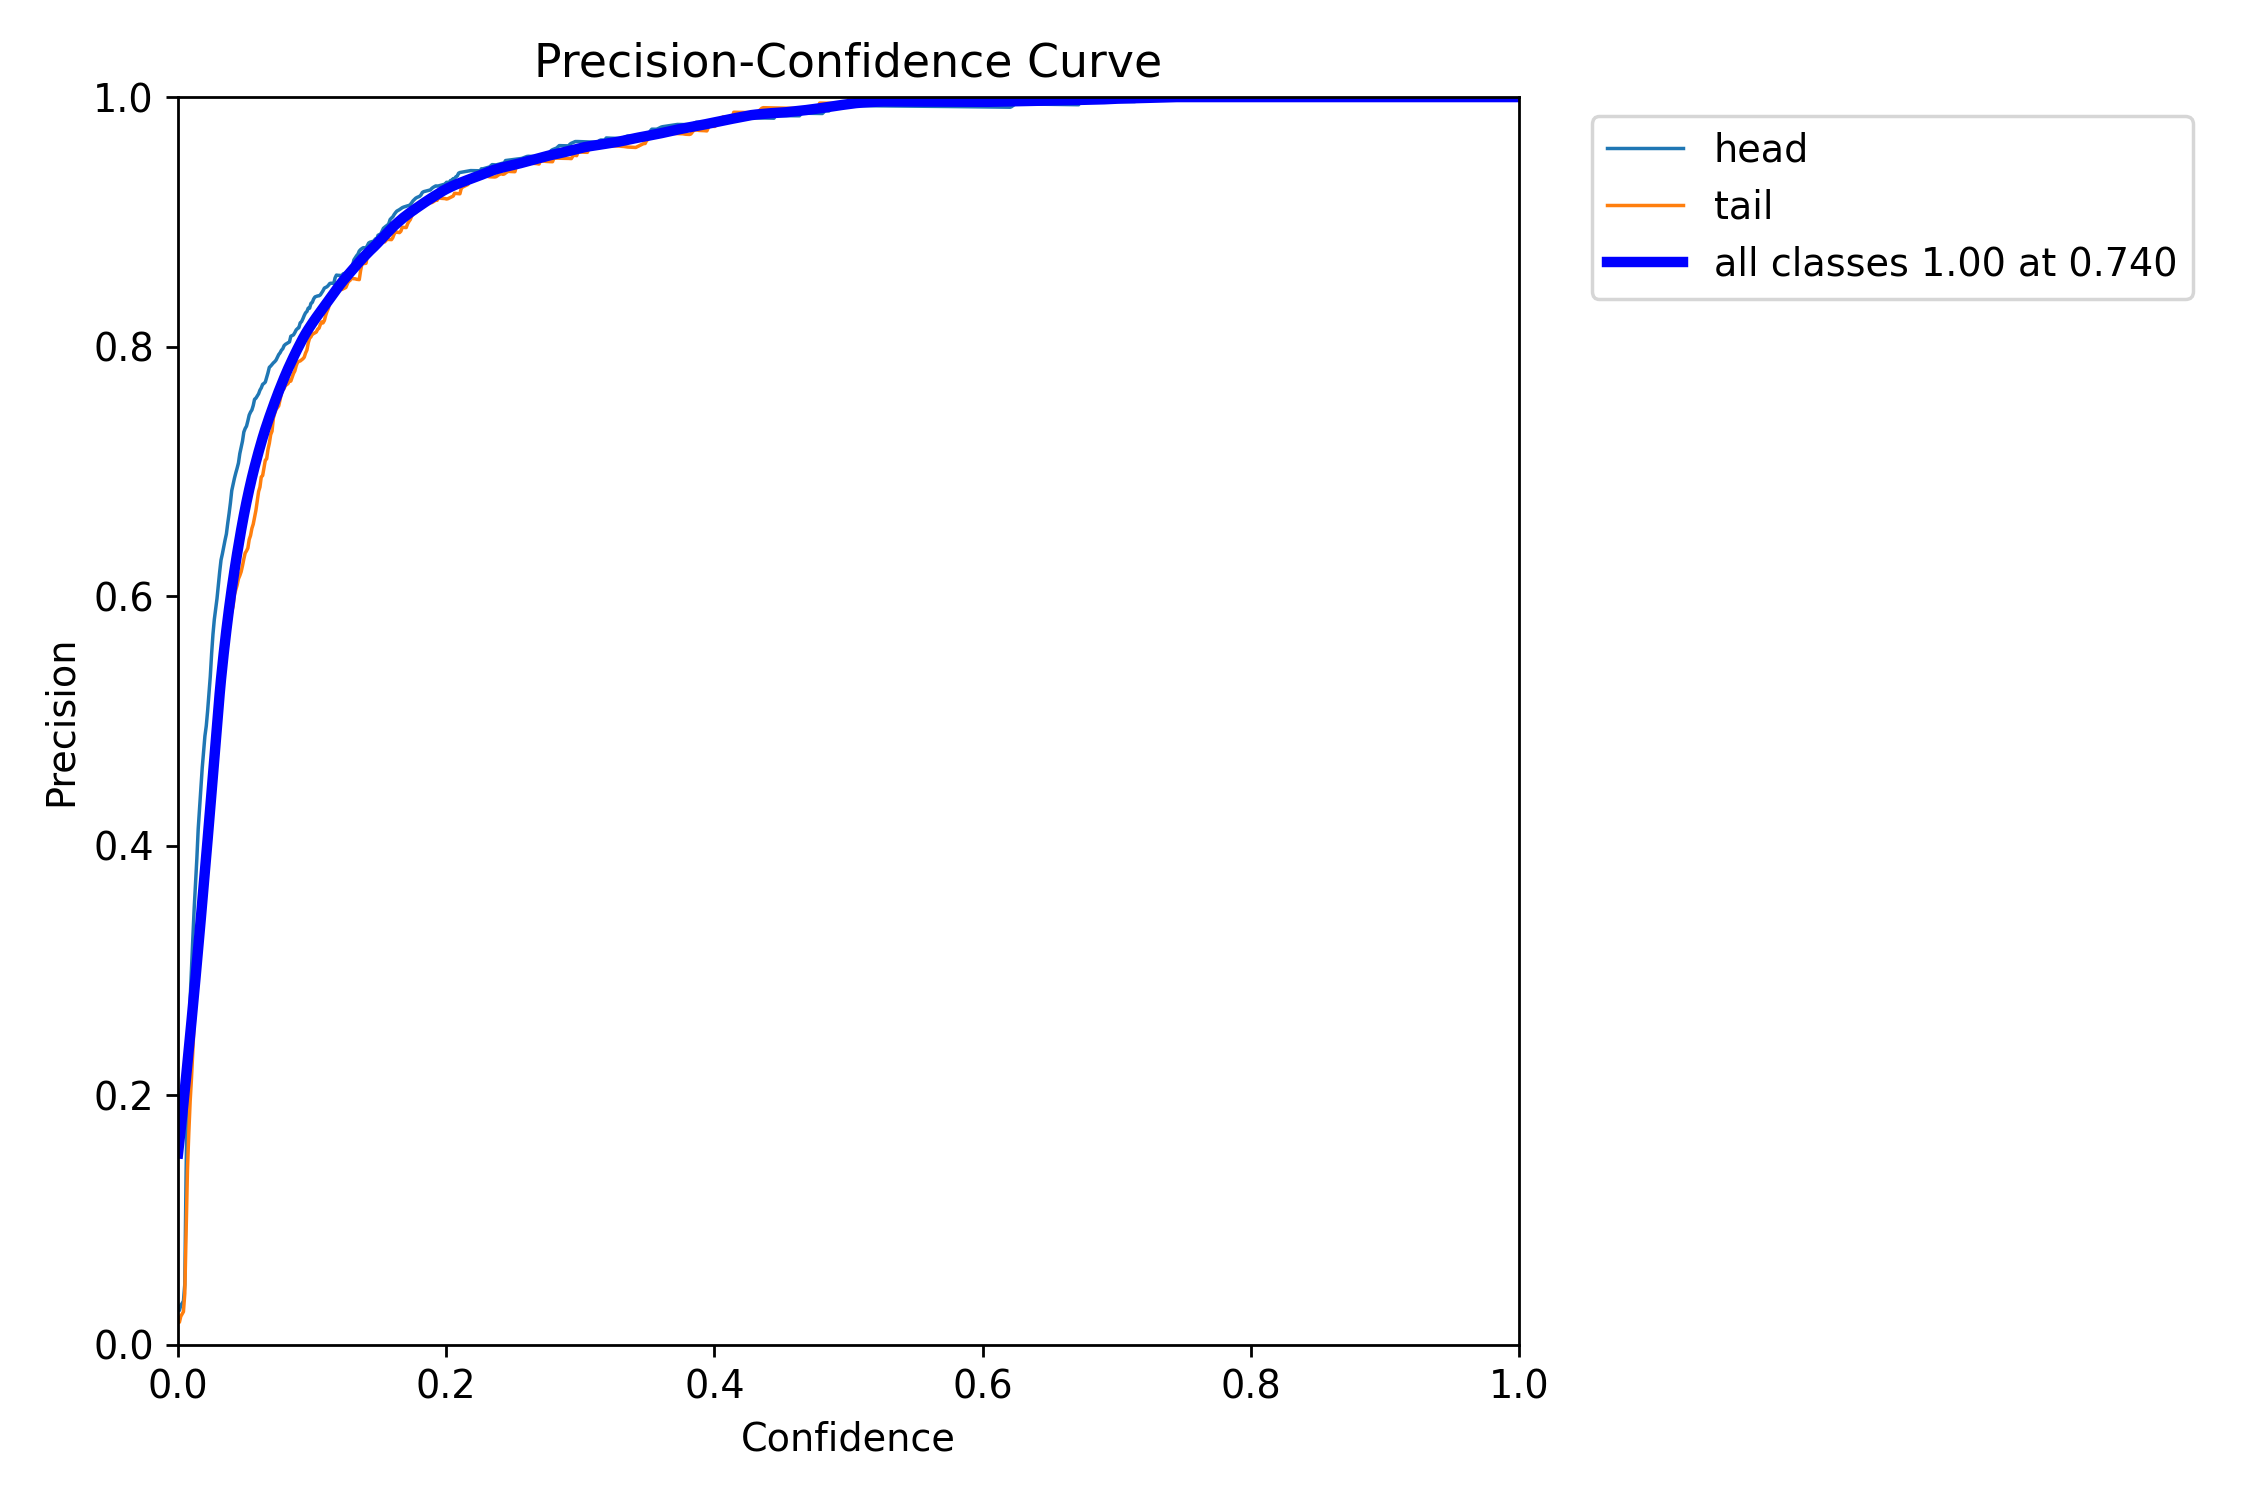 Precision-Confidence Curve
1.0
0.8
0.6
0.4
0.2
0.0
Precision
0.0 0.2 0.4 0.6 0.8 1.0
Confidence
head
tail
all classes 1.00 at 0.740